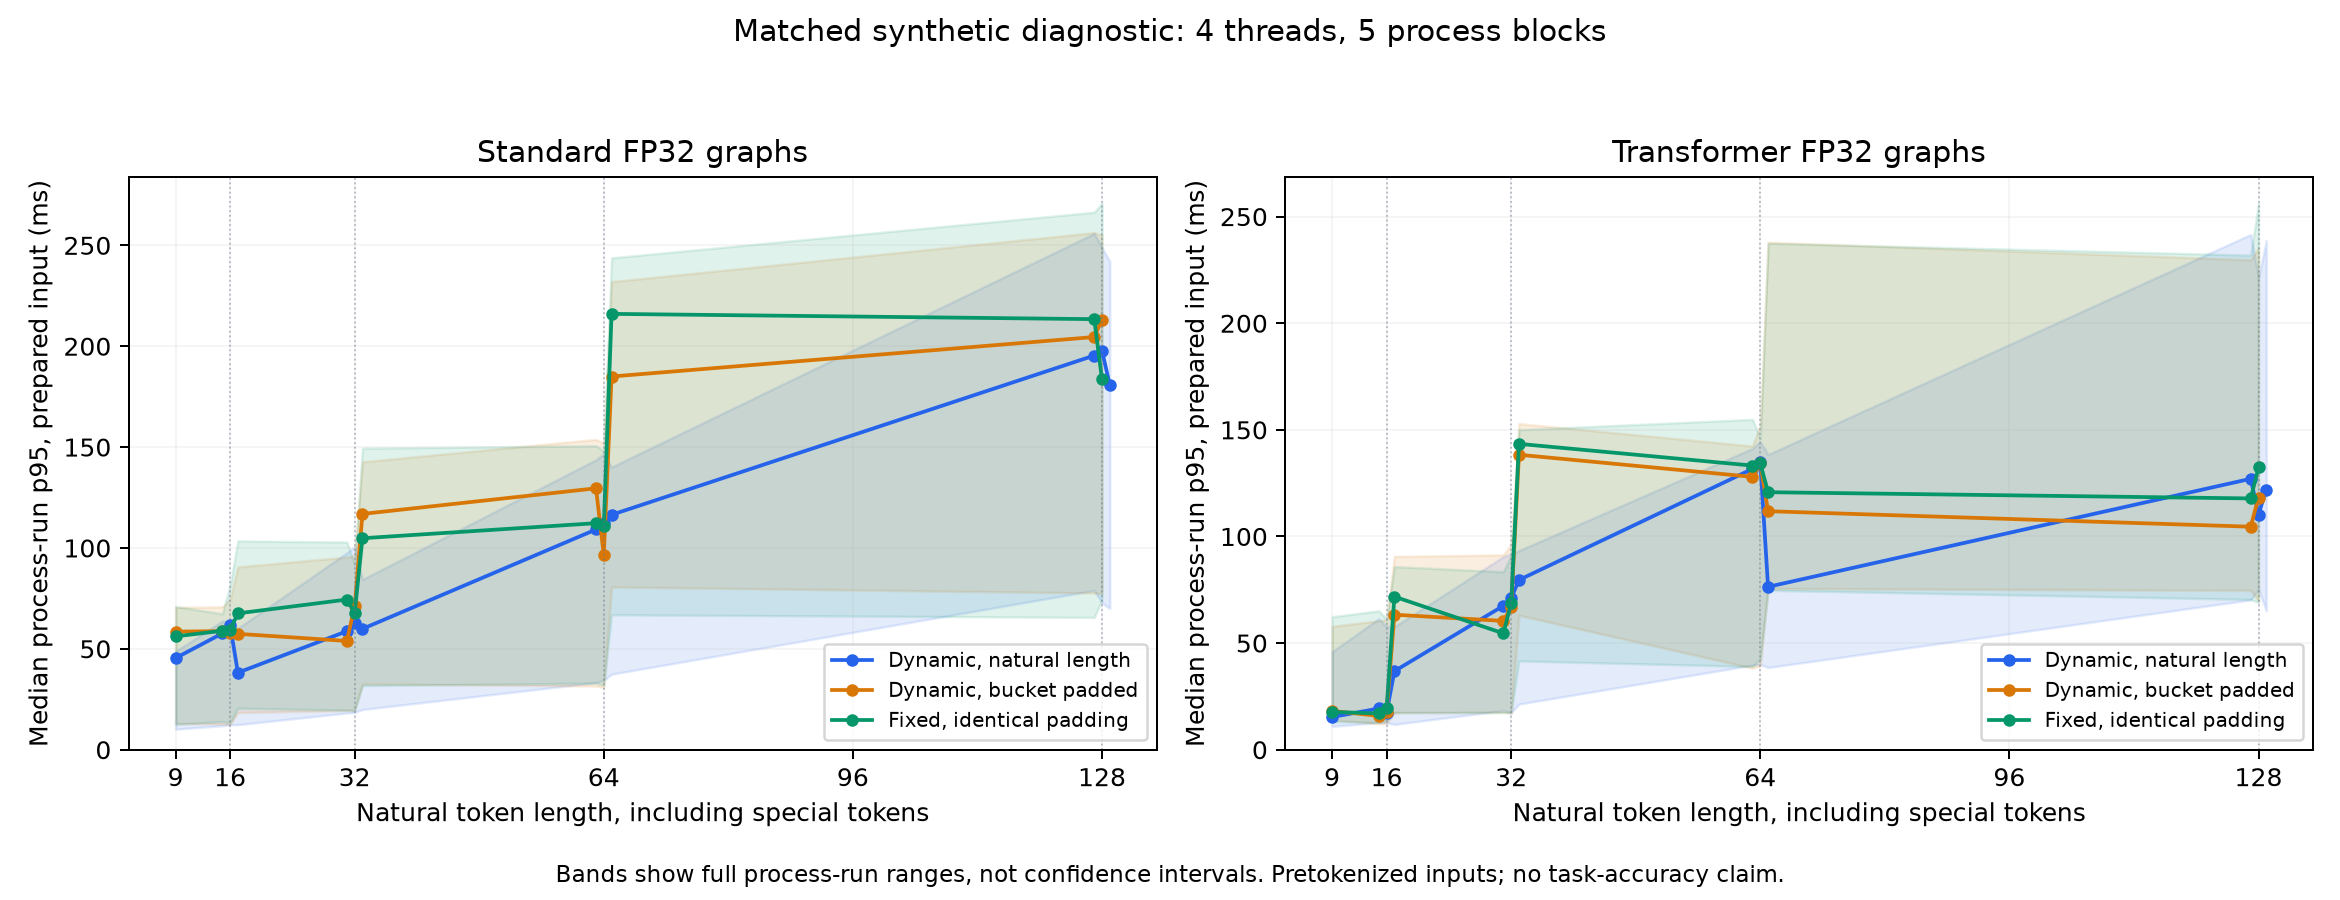 Matched synthetic diagnostic: 4 threads, 5 process blocks
Standard FP32 graphs
Median process-run p95, prepared input (ms)
250
200
150
100
50
0
9 16 32 64 96 128
Natural token length, including special tokens
Dynamic, natural length
Dynamic, bucket padded
Fixed, identical padding
Transformer FP32 graphs
Median process-run p95, prepared input (ms)
250
200
150
100
50
0
9 16 32 64 96 128
Natural token length, including special tokens
Dynamic, natural length
Dynamic, bucket padded
Fixed, identical padding
Bands show full process-run ranges, not confidence intervals. Pretokenized inputs; no task-accuracy claim.